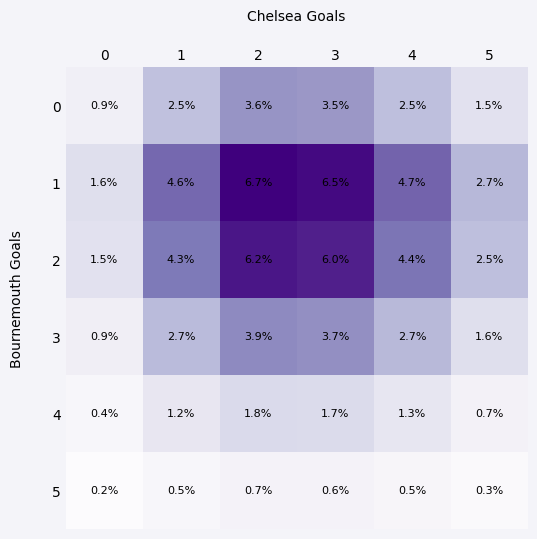 Chelsea Goals
0 1 2 3 4 5
0 0.9% 2.5% 3.6% 3.5% 2.5% 1.5%
1 1.6% 4.6% 6.7% 6.5% 4.7% 2.7%
2 1.5% 4.3% 6.2% 6.0% 4.4% 2.5%
3 0.9% 2.7% 3.9% 3.7% 2.7% 1.6%
4 0.4% 1.2% 1.8% 1.7% 1.3% 0.7%
5 0.2% 0.5% 0.7% 0.6% 0.5% 0.3%
Bournemouth Goals